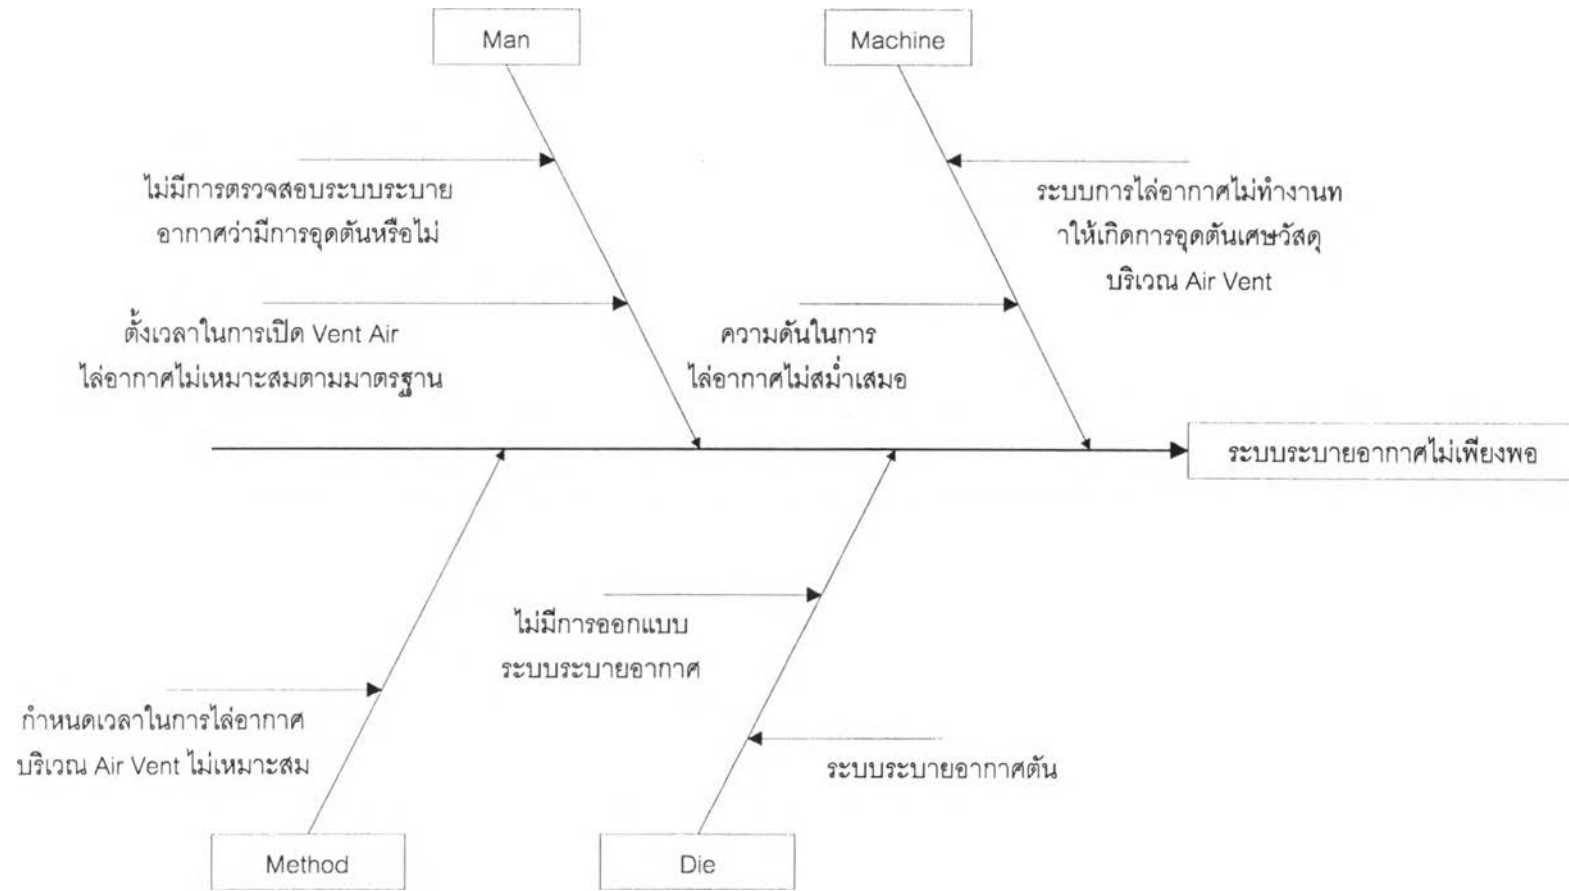 Man
Machine
ไม่มีการตรวจสอบระบบระบาย
อากาศว่ามีการอุดตันหรือไม่
ระบบการไล่อากาศไม่ทำงานท
าให้เกิดการอุดตันเศษวัสดุ
บริเวณ Air Vent
ตั้งเวลาในการเปิด Vent Air
ไล่อากาศไม่เหมาะสมตามมาตรฐาน
ความดันในการ
ไล่อากาศไม่สม่ำเสมอ
ระบบระบายอากาศไม่เพียงพอ
ไม่มีการออกแบบ
ระบบระบายอากาศ
กำหนดเวลาในการไล่อากาศ
บริเวณ Air Vent ไม่เหมาะสม
ระบบระบายอากาศตัน
Method
Die